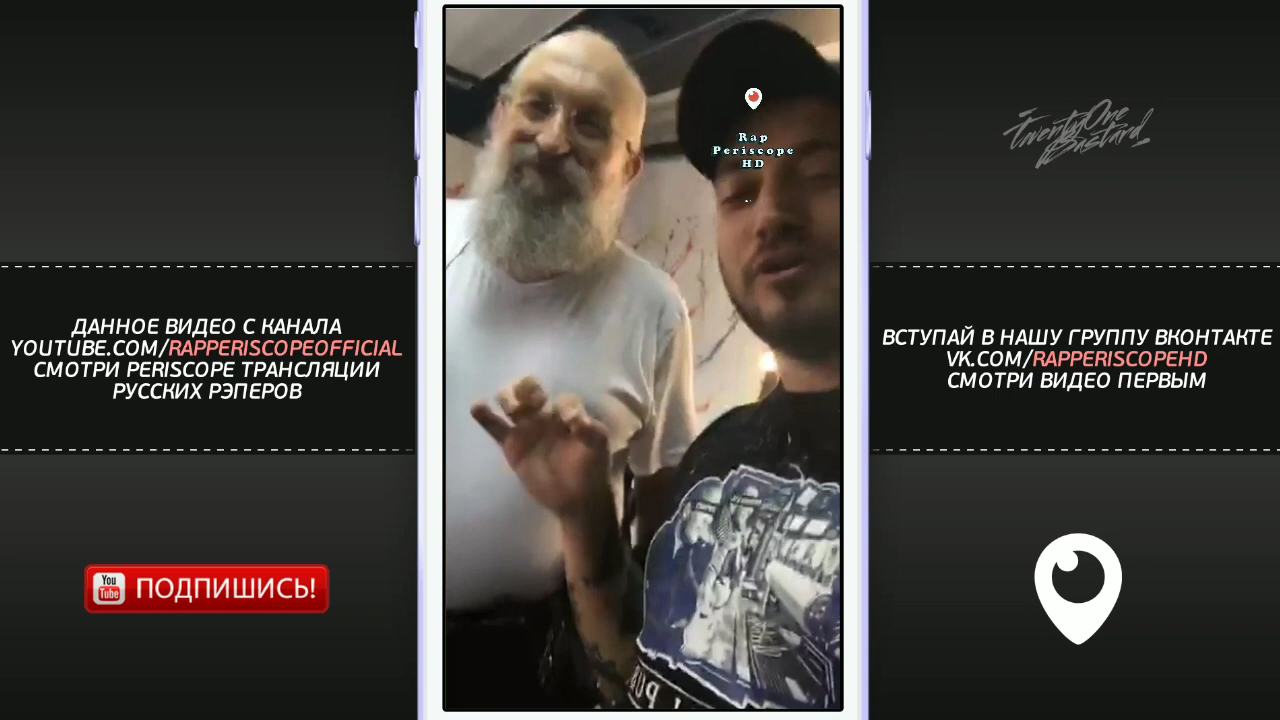 ДАННОЕ ВИДЕО С КАНАЛА
YOUTUBE.COM/RAPPERISCOPEOFFICIAL
СМОТРИ PERISCOPE ТРАНСЛЯЦИИ
РУССКИХ РЭПЕРОВ
You
Tube
ПОДПИШИСЬ!
Rap
Periscope
HD
TwentyOne
Bastard
ВСТУПАЙ В НАШУ ГРУППУ ВКОНТАКТЕ
VK.COM/RAPPERISCOPEHD
СМОТРИ ВИДЕО ПЕРВЫМ